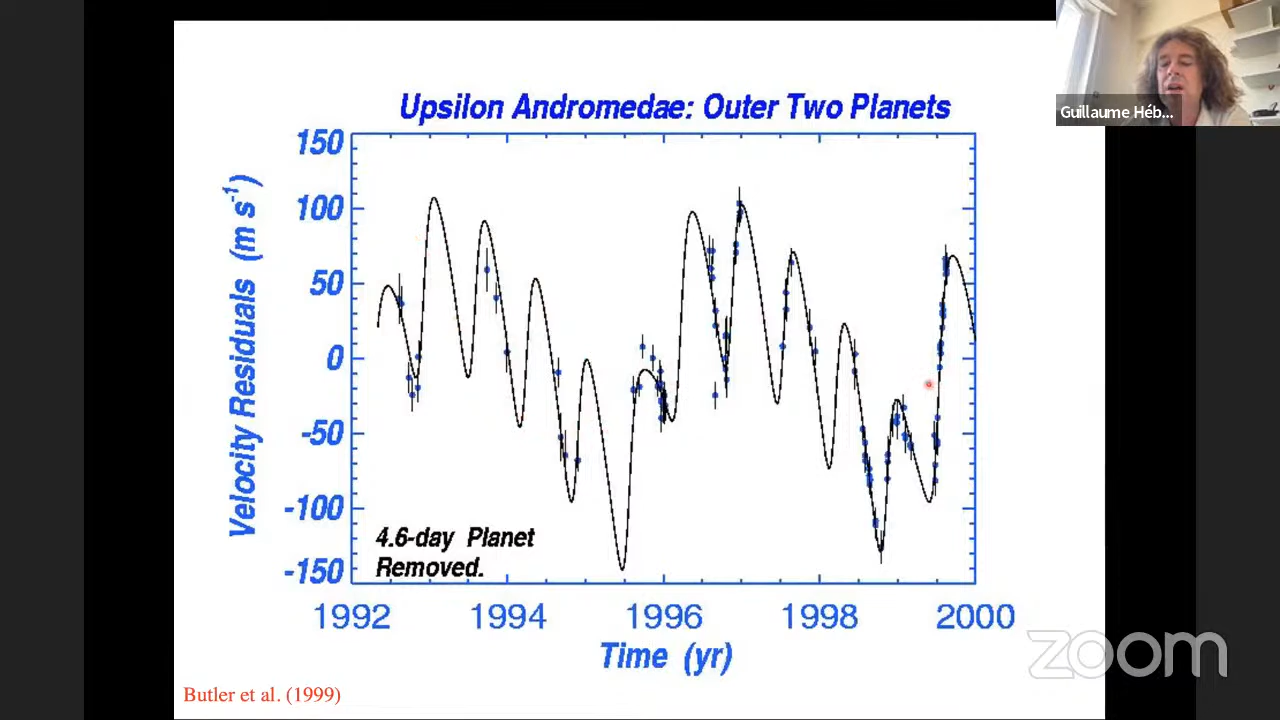 Guillaume Héb...
Upsilon Andromedae: Outer Two Planets
150
100
50
0
-50
-100
-150
Velocity Residuals (m s⁻¹)
4.6-day Planet
Removed.
1992 1994 1996 1998 2000
Time (yr)
zoom
Butler et al. (1999)